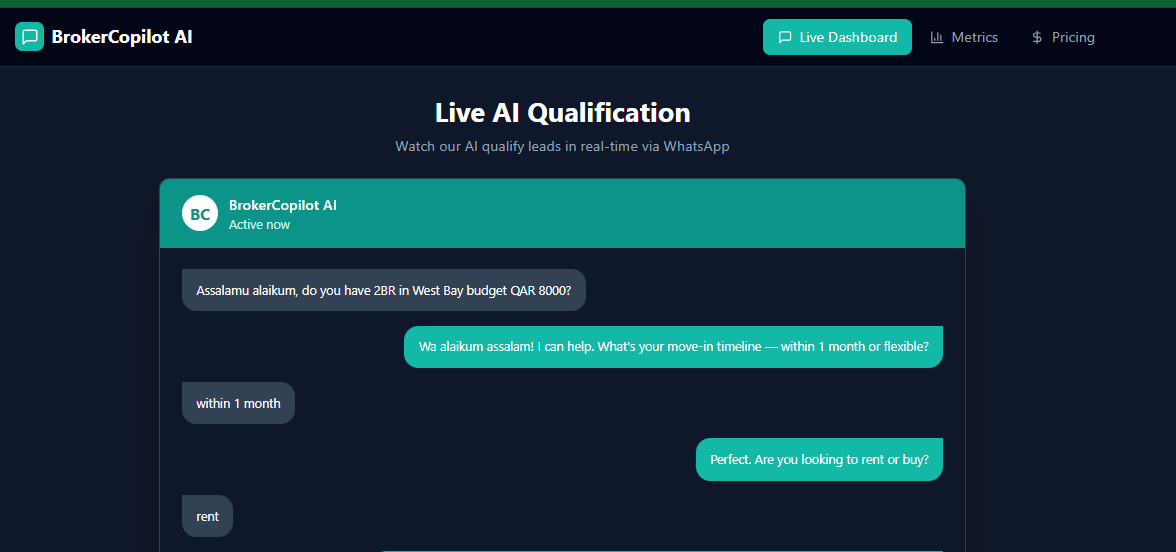 BrokerCopilot AI
Live Dashboard
Metrics
Pricing
Live AI Qualification
Watch our AI qualify leads in real-time via WhatsApp
BC
BrokerCopilot AI
Active now
Assalamu alaikum, do you have 2BR in West Bay budget QAR 8000?
Wa alaikum assalam! I can help. What's your move-in timeline — within 1 month or flexible?
within 1 month
Perfect. Are you looking to rent or buy?
rent